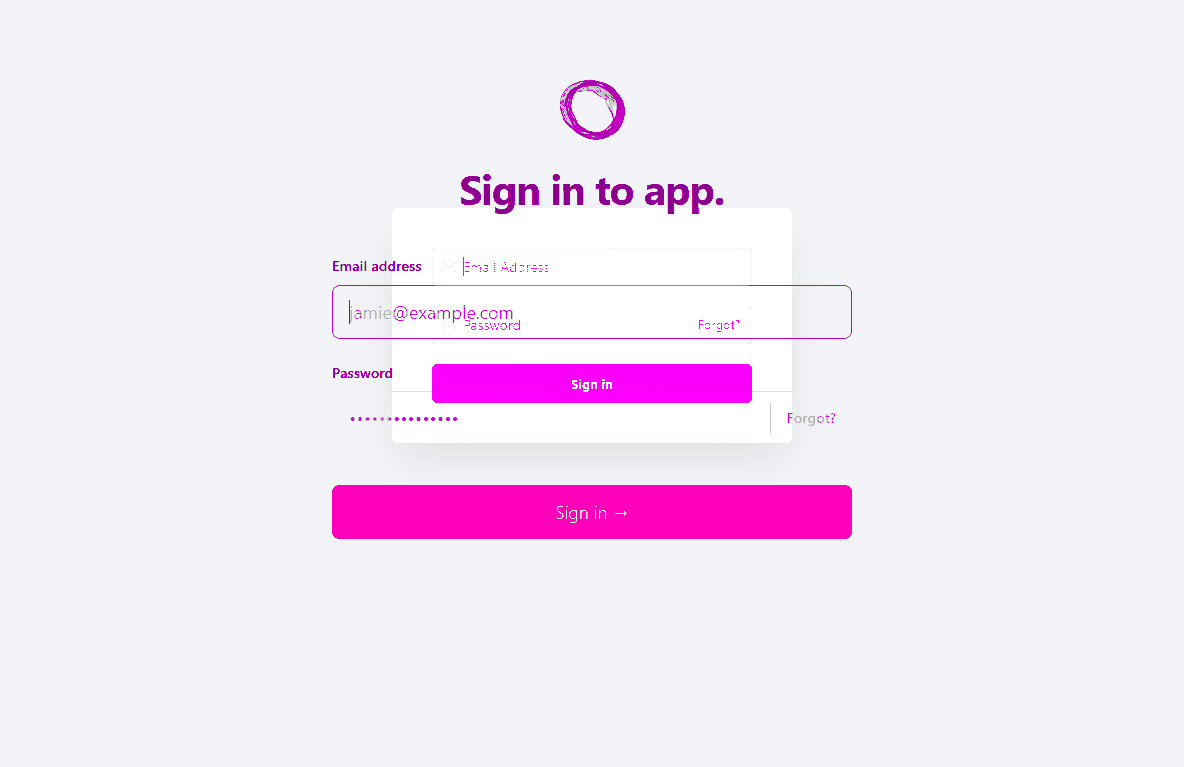 Sign in to app.
Email address
Email Address
jamie@example.com
Password
Forgot?
Password
Sign in
••••••••••••••
Forgot?
Sign in →